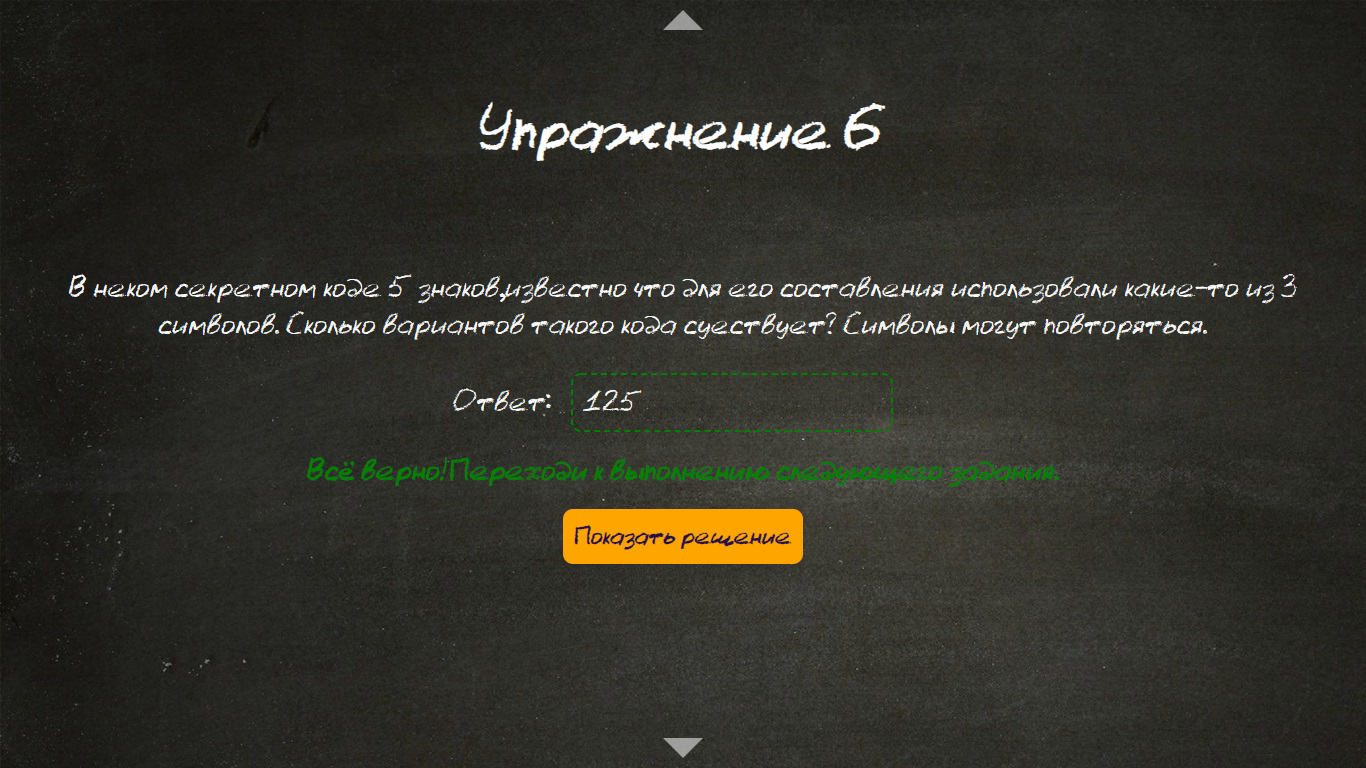 Упражнение 6
В неком секретном коде 5 знаков,известно что для его составления использовали какие-то из 3
символов. Сколько вариантов такого кода суествует? Символы могут повторяться.
Ответ: 125
Всё верно!Переходи к выполнению следующего задания.
Показать рещение